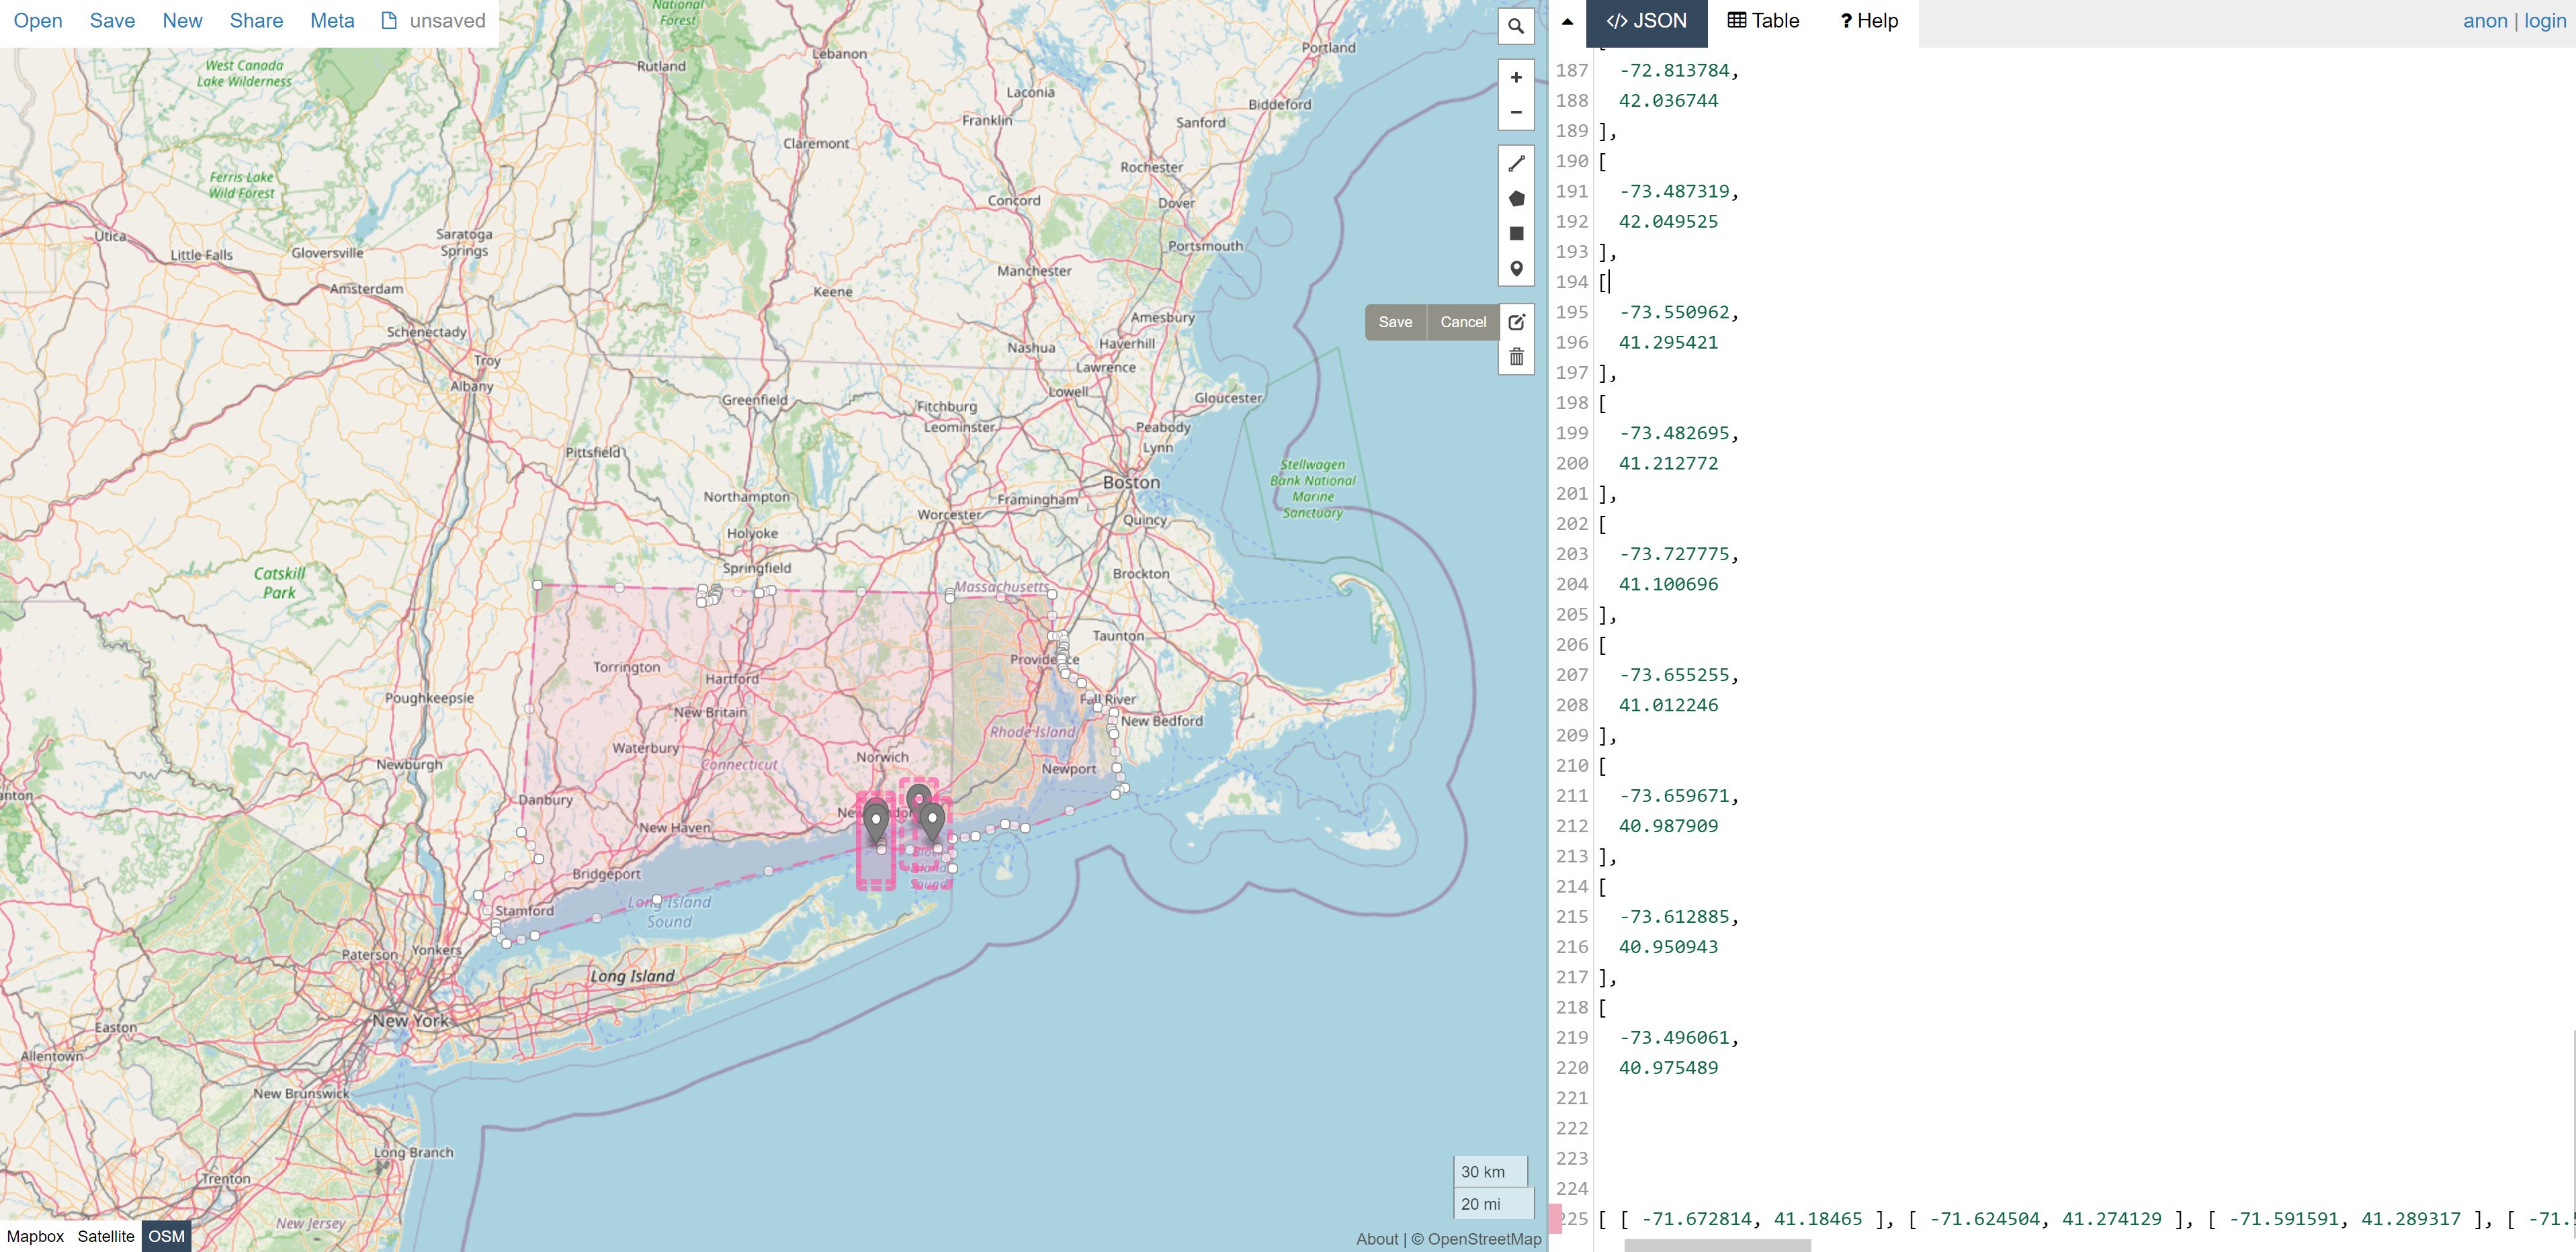 Open Save New Share Meta unsaved
JSON Table ? Help
anon | login
National
Forest
West Canada
Lake Wilderness
Rutland
Lebanon
Portland
Laconia
Biddeford
Franklin
Sanford
Claremont
Ferris Lake
Wild Forest
Rochester
Concord
Dover
Utica
Little Falls
Gloversville
Saratoga
Springs
Portsmouth
Manchester
Amsterdam
Keene
Schenectady
Amesbury
Save Cancel
Troy
Nashua
Haverhill
Albany
Lawrence
Lowell
Greenfield
Fitchburg
Gloucester
Leominster
Peabody
Pittsfield
Lynn
Stellwagen
Bank National
Marine
Sanctuary
Boston
Northampton
Framingham
Worcester
Quincy
Holyoke
Catskill
Park
Springfield
Brockton
Massachusetts
Taunton
Torrington
Providence
Hartford
Poughkeepsie
Fall River
New Britain
New Bedford
Rhode Island
Waterbury
Norwich
Connecticut
Newburgh
Newport
anton
Danbury
New Haven
Bridgeport
Block
Island
Sound
Stamford
Long Island
Sound
Paterson
Yonkers
Long Island
New York
Easton
Allentown
New Brunswick
Long Branch
Trenton
New Jersey
30 km
20 mi
Mapbox Satellite OSM
About | © OpenStreetMap
187 -72.813784,
188 42.036744
189 ],
190 [
191 -73.487319,
192 42.049525
193 ],
194 [
195 -73.550962,
196 41.295421
197 ],
198 [
199 -73.482695,
200 41.212772
201 ],
202 [
203 -73.727775,
204 41.100696
205 ],
206 [
207 -73.655255,
208 41.012246
209 ],
210 [
211 -73.659671,
212 40.987909
213 ],
214 [
215 -73.612885,
216 40.950943
217 ],
218 [
219 -73.496061,
220 40.975489
221
222
223
224
225 [ [ -71.672814, 41.18465 ], [ -71.624504, 41.274129 ], [ -71.591591, 41.289317 ], [ -71.